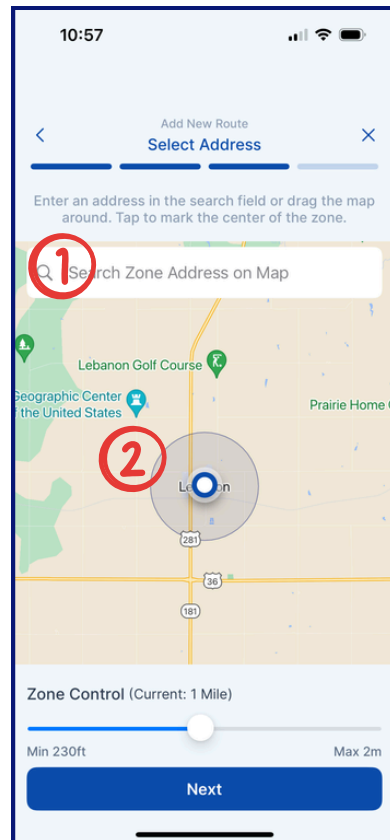 10:57
Add New Route
Select Address
Enter an address in the search field or drag the map
around. Tap to mark the center of the zone.
1
Search Zone Address on Map
Lebanon Golf Course
Geographic Center
the United States
Prairie Home
2
Le on
281
36
181
Zone Control (Current: 1 Mile)
Min 230ft
Max 2m
Next